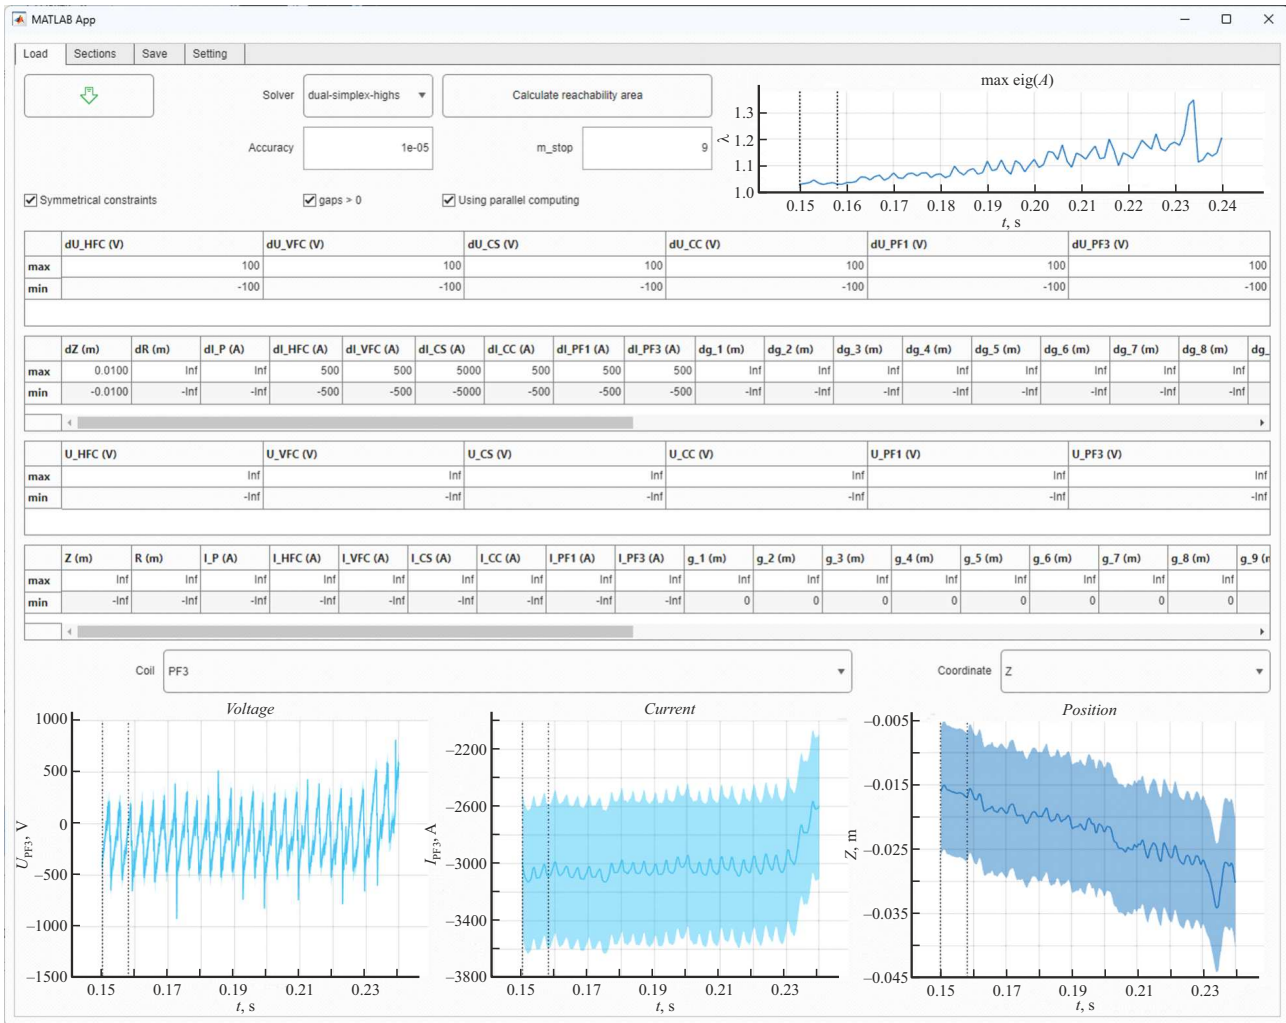 MATLAB App
Load Sections Save Setting
Solver dual-simplex-highs Calculate reachability area
Accuracy 1e-05 m_stop 9
Symmetrical constraints gaps > 0 Using parallel computing
max eig(A)
λ
1.3
1.2
1.1
1.0
0.15 0.16 0.17 0.18 0.19 0.20 0.21 0.22 0.23 0.24
t, s
dU_HFC (V) dU_VFC (V) dU_CS (V) dU_CC (V) dU_PF1 (V) dU_PF3 (V)
max 100 100 100 100 100 100
min -100 -100 -100 -100 -100 -100
dZ (m) dR (m) dI_P (A) dI_HFC (A) dI_VFC (A) dI_CS (A) dI_CC (A) dI_PF1 (A) dI_PF3 (A) dg_1 (m) dg_2 (m) dg_3 (m) dg_4 (m) dg_5 (m) dg_6 (m) dg_7 (m) dg_8 (m) dg_
max 0.0100 Inf Inf 500 500 5000 500 500 500 Inf Inf Inf Inf Inf Inf Inf Inf
min -0.0100 -Inf -Inf -500 -500 -5000 -500 -500 -500 -Inf -Inf -Inf -Inf -Inf -Inf -Inf -Inf
U_HFC (V) U_VFC (V) U_CS (V) U_CC (V) U_PF1 (V) U_PF3 (V)
max Inf Inf Inf Inf Inf Inf
min -Inf -Inf -Inf -Inf -Inf -Inf
Z (m) R (m) I_P (A) I_HFC (A) I_VFC (A) I_CS (A) I_CC (A) I_PF1 (A) I_PF3 (A) g_1 (m) g_2 (m) g_3 (m) g_4 (m) g_5 (m) g_6 (m) g_7 (m) g_8 (m) g_9 (
max Inf Inf Inf Inf Inf Inf Inf Inf Inf Inf Inf Inf Inf Inf Inf Inf Inf
min -Inf -Inf -Inf -Inf -Inf -Inf -Inf -Inf -Inf 0 0 0 0 0 0 0 0
Coil PF3 Coordinate Z
Voltage
U_PF3, V
1000
500
0
−500
−1000
−1500
0.15 0.17 0.19 0.21 0.23
t, s
Current
I_PF3, A
−2200
−2600
−3000
−3400
−3800
0.15 0.17 0.19 0.21 0.23
t, s
Position
Z, m
−0.005
−0.015
−0.025
−0.035
−0.045
0.15 0.17 0.19 0.21 0.23
t, s